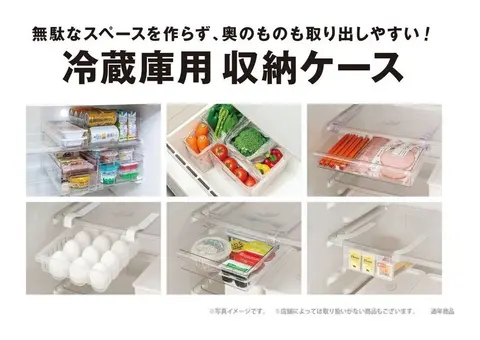 無駄なスペースを作らず、奥のものも取り出しやすい！
冷蔵庫用 収納ケース
※写真イメージです。 ※店舗によっては取り扱いがない商品もございます。 通年商品